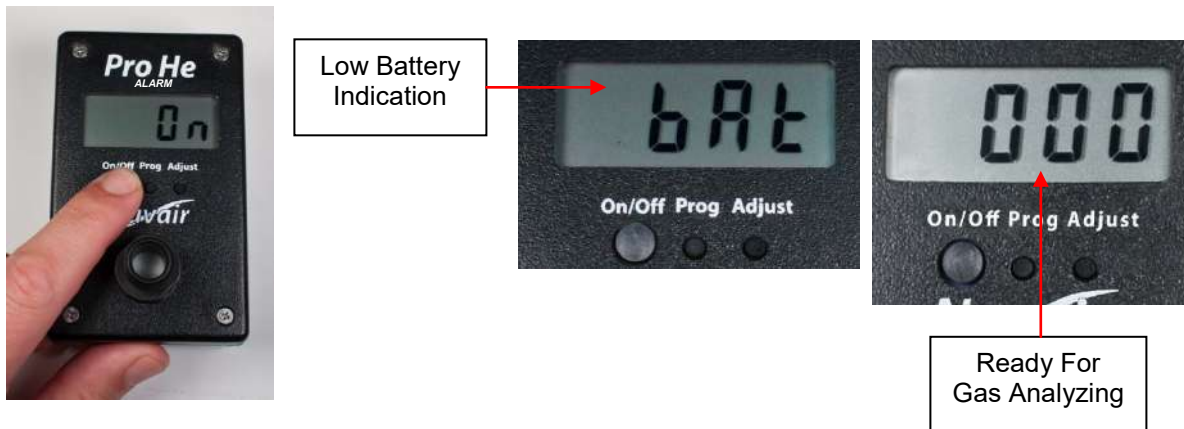 Pro He
ALARM
On
On/Off Prog Adjust
Low Battery
Indication
bAt
On/Off Prog Adjust
000
On/Off Prog Adjust
Ready For
Gas Analyzing